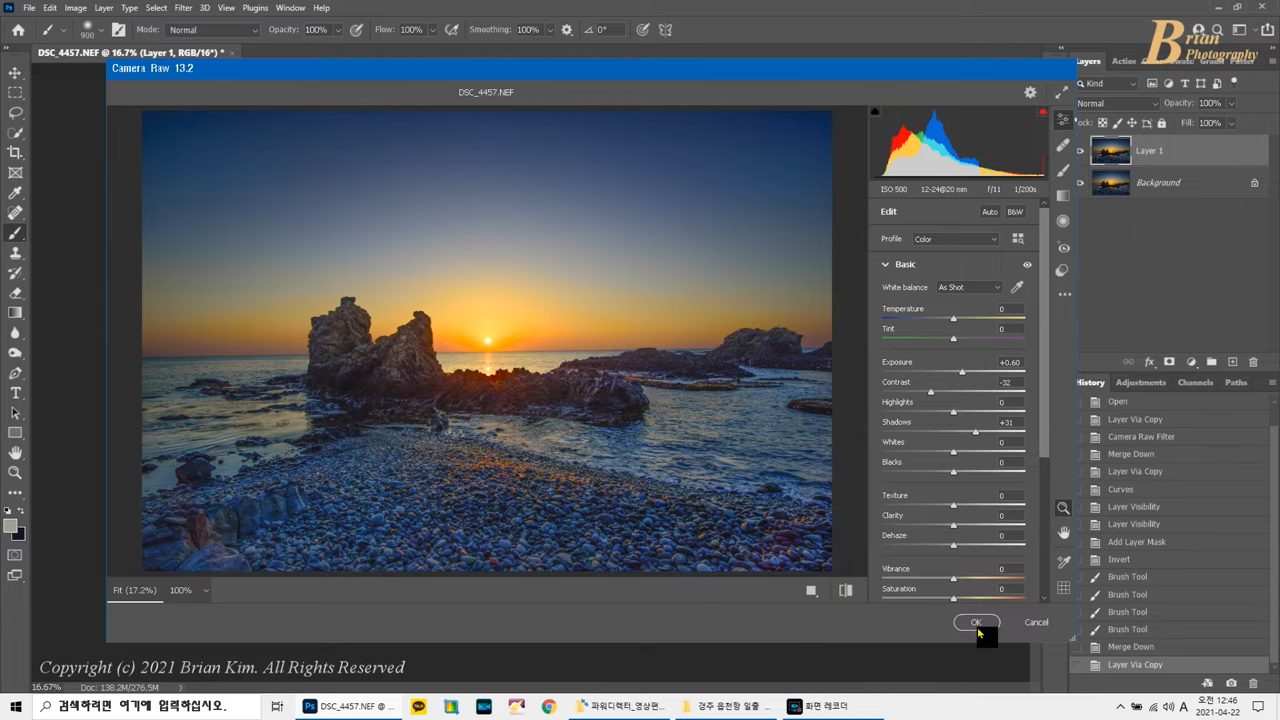 File Edit Image Layer Type Select Filter 3D View Plugins Window Help
900 Mode: Normal Opacity: 100% Flow: 100% Smoothing: 100% 0°
Brian
Photography
DSC_4457.NEF @ 16.7% (Layer 1, RGB/16*) * ×
Camera Raw 13.2
DSC_4457.NEF
ISO 500 12-24@20 mm f/11 1/200s
Edit Auto B&W
Profile Color
Basic
White balance As Shot
Temperature 0
Tint 0
Exposure +0.60
Contrast -32
Highlights 0
Shadows +31
Whites 0
Blacks 0
Texture 0
Clarity 0
Dehaze 0
Vibrance 0
Saturation 0
Fit (17.2%) 100%
OK Cancel
Layers
Kind
Normal Opacity: 100%
Lock: Fill: 100%
Layer 1
Background
fx
History Adjustments Channels Paths
Open
Layer Via Copy
Camera Raw Filter
Merge Down
Layer Via Copy
Curves
Layer Visibility
Layer Visibility
Add Layer Mask
Invert
Brush Tool
Brush Tool
Brush Tool
Brush Tool
Merge Down
Layer Via Copy
Copyright (c) 2021 Brian Kim. All Rights Reserved
16.67% Doc: 138.2M/276.5M
검색하려면 여기에 입력하십시오.
DSC_4457.NEF @ ...
파워디렉터_영상편...
경주 읍천항 일출 ...
화면 레코더
A 오전 12:46
2021-04-22